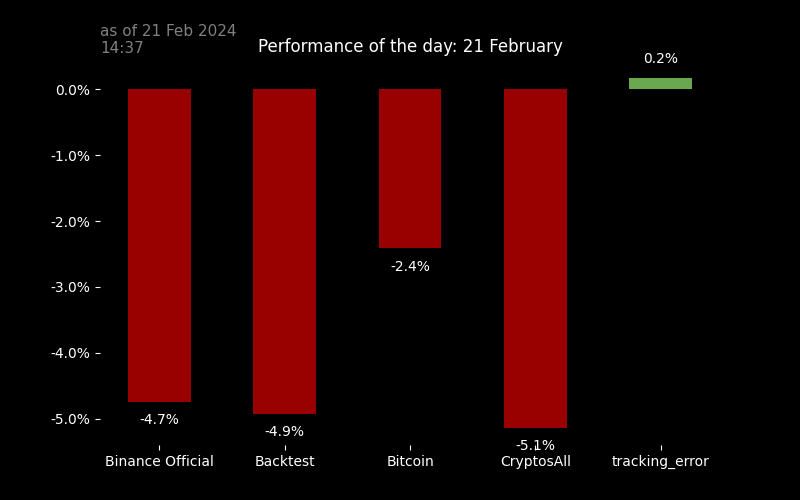 as of 21 Feb 2024
14:37
Performance of the day: 21 February
0.2%
0.0%
-1.0%
-2.0%
-3.0%
-4.0%
-5.0%
-4.7%
-4.9%
-2.4%
-5.1%
Binance Official
Backtest
Bitcoin
CryptosAll
tracking_error